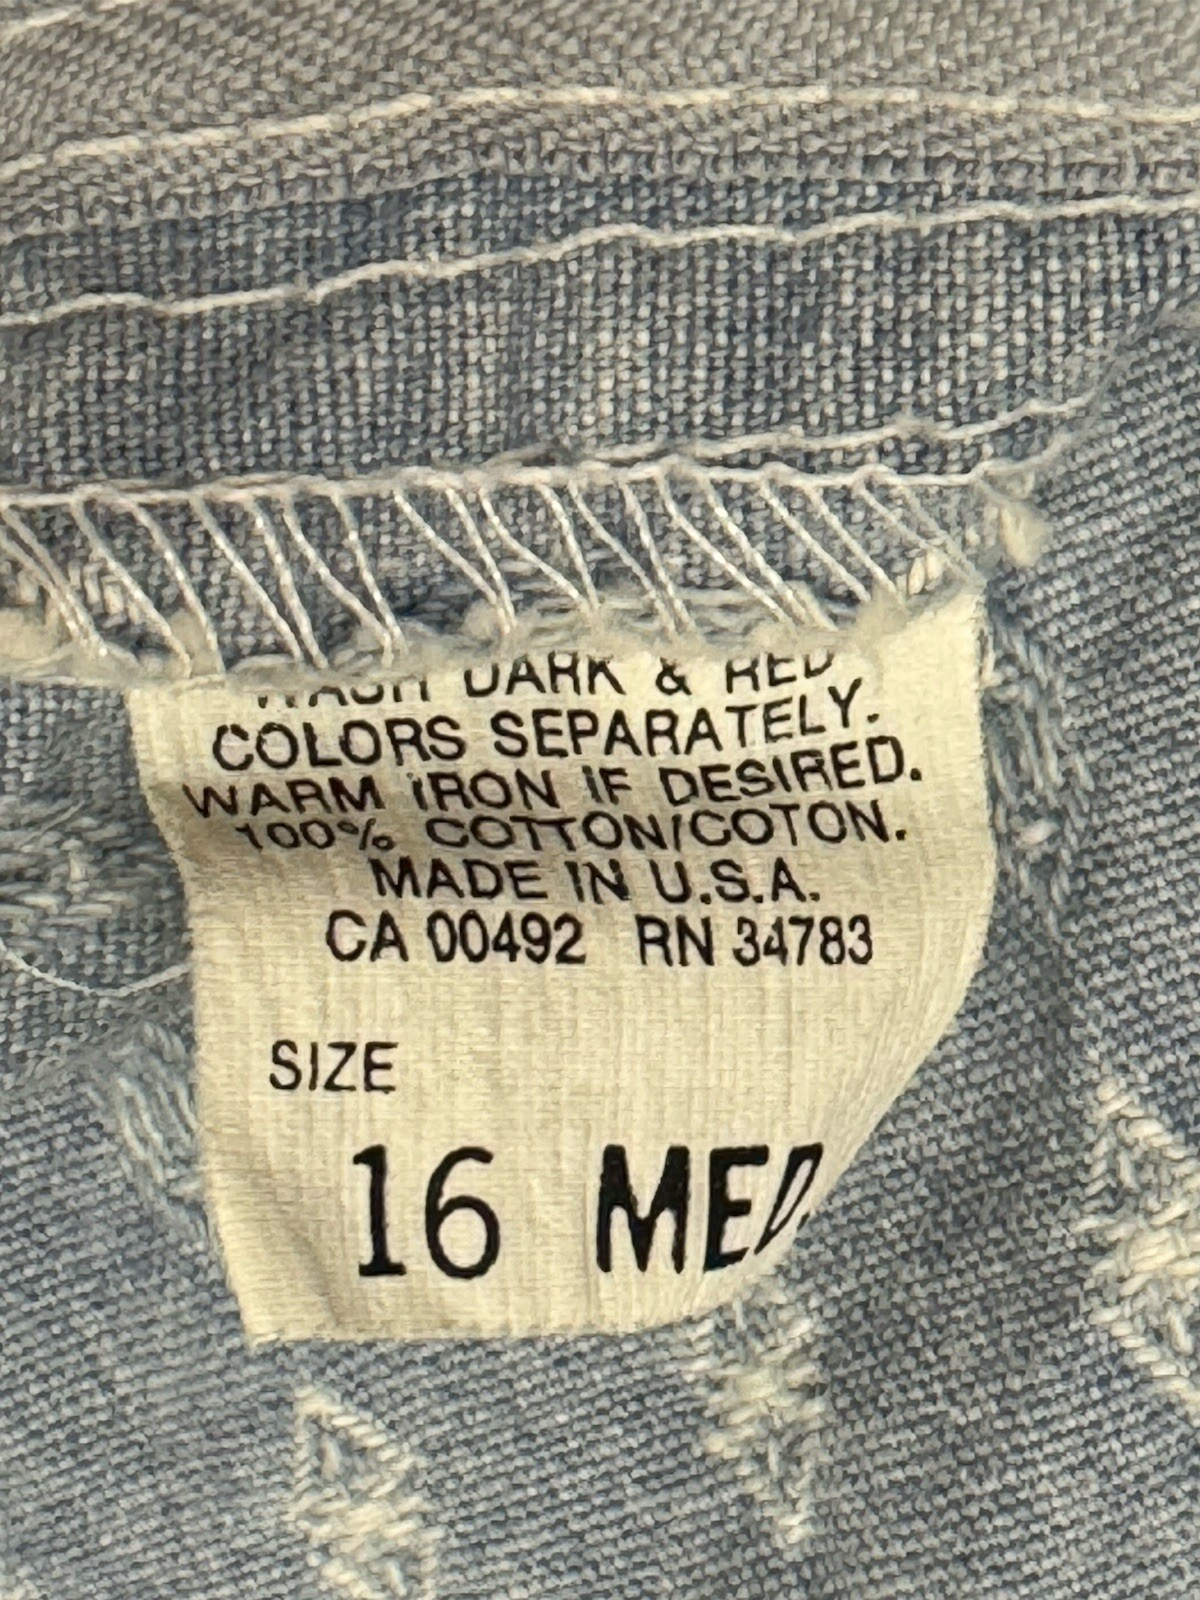 WASH DARK & RED
COLORS SEPARATELY.
WARM IRON IF DESIRED.
100% COTTON/COTON.
MADE IN U.S.A.
CA 00492 RN 34783
SIZE
16 MED.